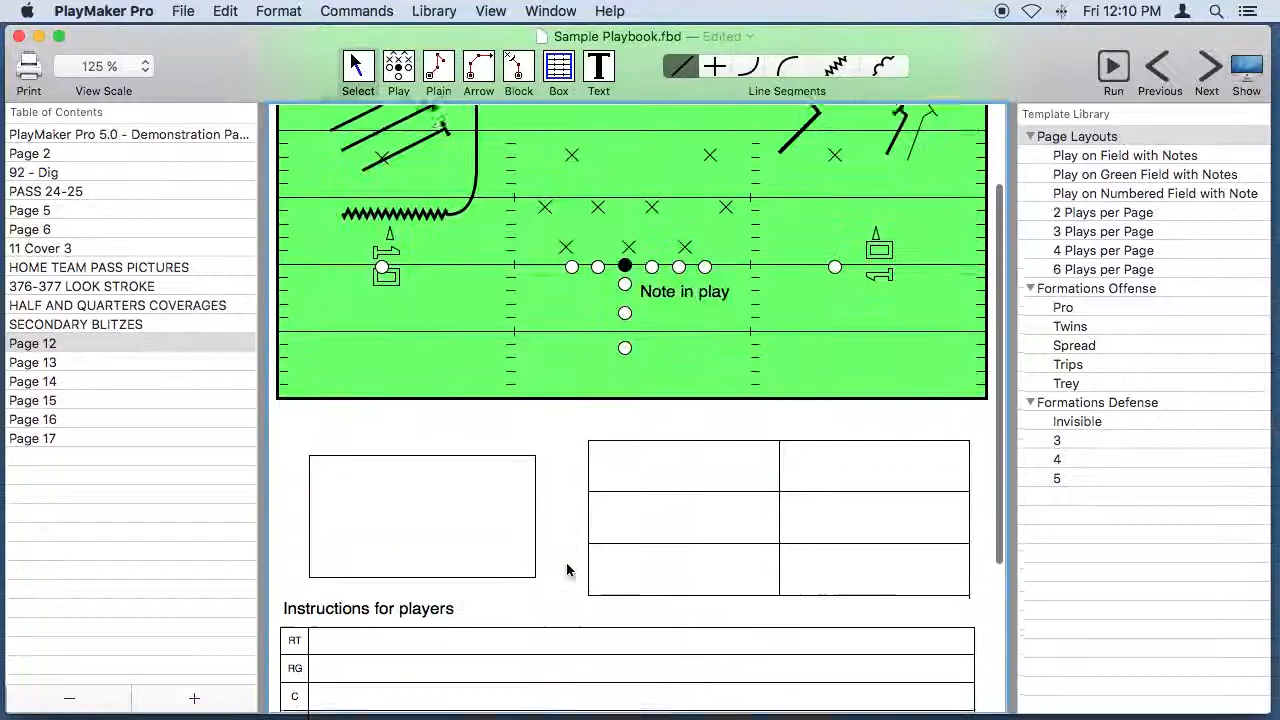 PlayMaker Pro File Edit Format Commands Library View Window Help Fri 12:10 PM
Sample Playbook.fbd — Edited
125 %
Print View Scale Select Play Plain Arrow Block Box Text Line Segments Run Previous Next Show
T
Table of Contents
PlayMaker Pro 5.0 - Demonstration Pa...
Page 2
92 - Dig
PASS 24-25
Page 5
Page 6
11 Cover 3
HOME TEAM PASS PICTURES
376-377 LOOK STROKE
HALF AND QUARTERS COVERAGES
SECONDARY BLITZES
Page 12
Page 13
Page 14
Page 15
Page 16
Page 17
10
10
Note in play
Instructions for players
RT
RG
C
Template Library
Page Layouts
Play on Field with Notes
Play on Green Field with Notes
Play on Numbered Field with Note
2 Plays per Page
3 Plays per Page
4 Plays per Page
6 Plays per Page
Formations Offense
Pro
Twins
Spread
Trips
Trey
Formations Defense
Invisible
3
4
5